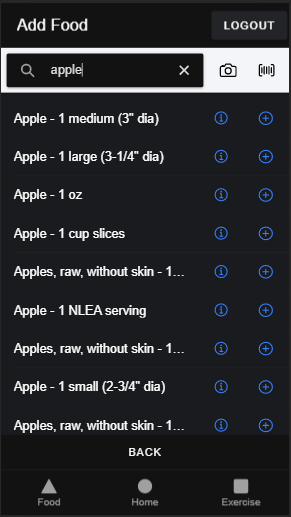 Add Food
LOGOUT
apple
Apple - 1 medium (3" dia)
Apple - 1 large (3-1/4" dia)
Apple - 1 oz
Apple - 1 cup slices
Apples, raw, without skin - 1...
Apple - 1 NLEA serving
Apples, raw, without skin - 1...
Apple - 1 small (2-3/4" dia)
Apples, raw, without skin - 1...
BACK
Food Home Exercise